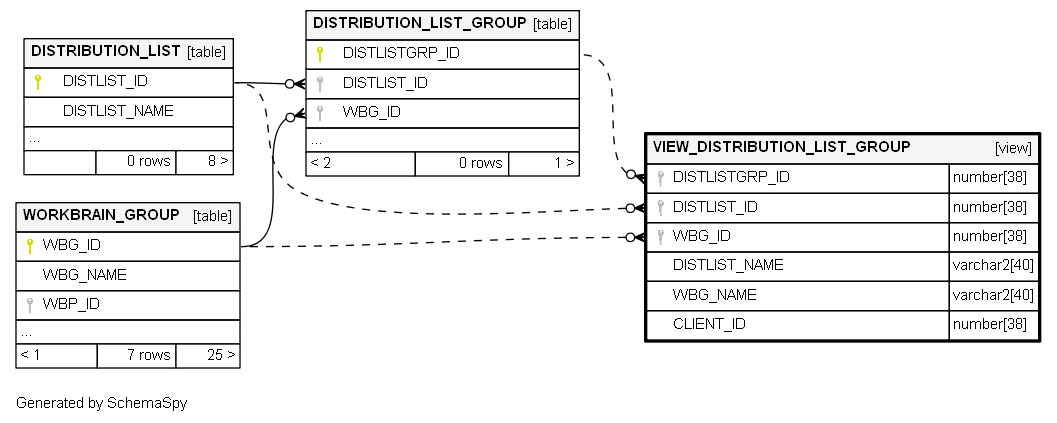 DISTRIBUTION_LIST [table]
DISTLIST_ID
DISTLIST_NAME
...
0 rows 8 >
DISTRIBUTION_LIST_GROUP [table]
DISTLISTGRP_ID
DISTLIST_ID
WBG_ID
...
< 2 0 rows 1 >
WORKBRAIN_GROUP [table]
WBG_ID
WBG_NAME
WBP_ID
...
< 1 7 rows 25 >
VIEW_DISTRIBUTION_LIST_GROUP [view]
DISTLISTGRP_ID number[38]
DISTLIST_ID number[38]
WBG_ID number[38]
DISTLIST_NAME varchar2[40]
WBG_NAME varchar2[40]
CLIENT_ID number[38]
Generated by SchemaSpy